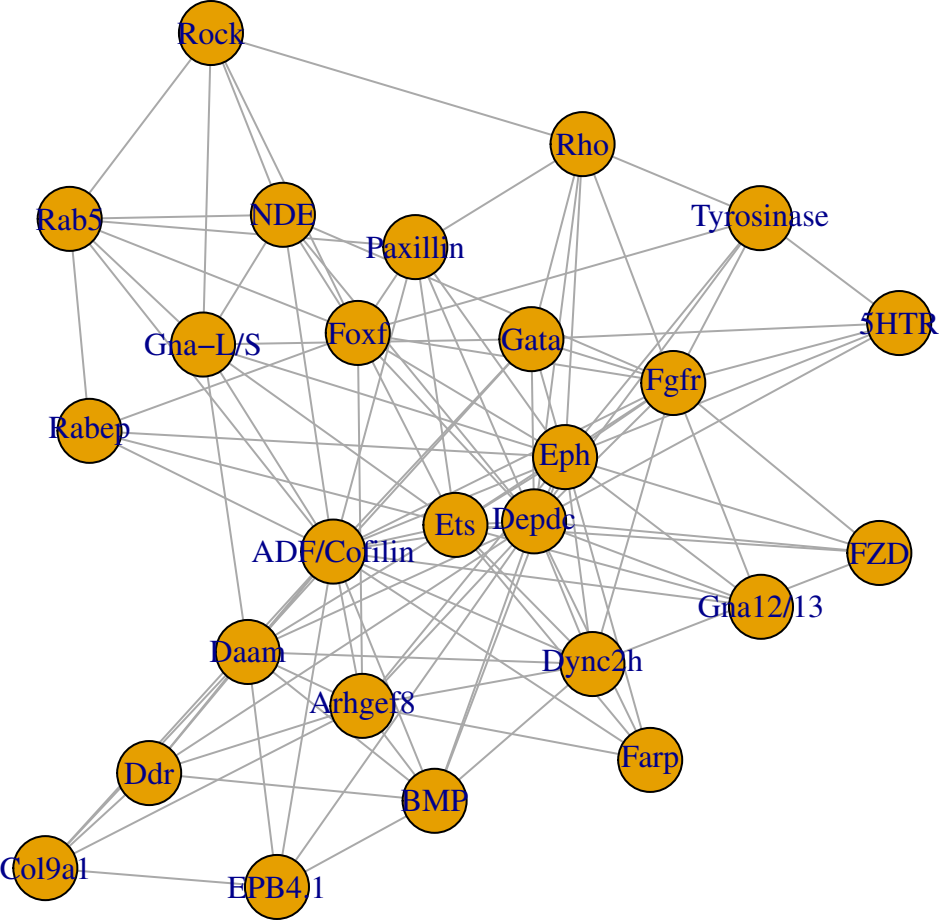 Rock
Rho
Rab5
NDE
Tyrosinase
Paxillin
5HTR
Gna−L/S
Foxf
Gata
Fgfr
Rabep
Eph
Ets
Depdc
ADF/Cofilin
FZD
Gna12/13
Daam
Dync2h
Arhgef8
Farp
Ddr
BMP
Col9a1
EPB4.1